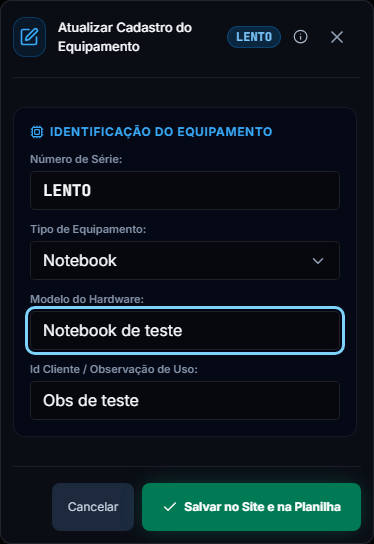 Atualizar Cadastro do
Equipamento
LENTO
IDENTIFICAÇÃO DO EQUIPAMENTO
Número de Série:
LENTO
Tipo de Equipamento:
Notebook
Modelo do Hardware:
Notebook de teste
Id Cliente / Observação de Uso:
Obs de teste
Cancelar
Salvar no Site e na Planilha